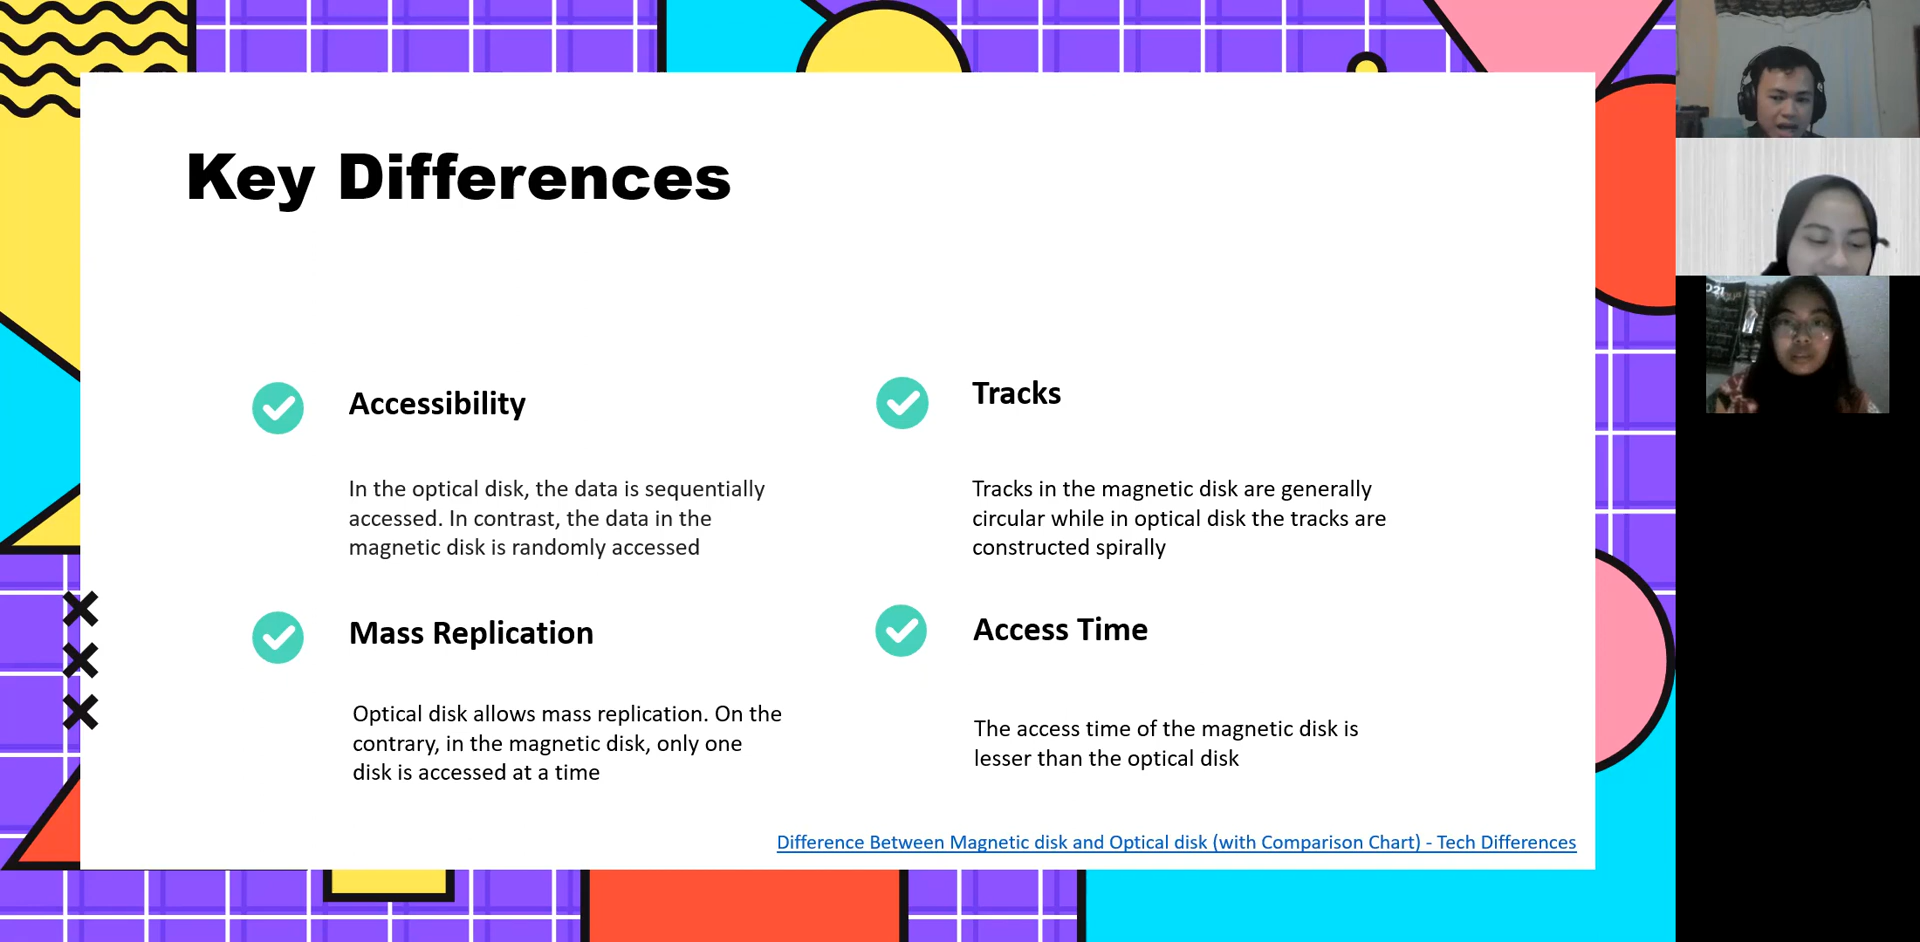 Key Differences
Accessibility
In the optical disk, the data is sequentially
accessed. In contrast, the data in the
magnetic disk is randomly accessed
Tracks
Tracks in the magnetic disk are generally
circular while in optical disk the tracks are
constructed spirally
Mass Replication
Optical disk allows mass replication. On the
contrary, in the magnetic disk, only one
disk is accessed at a time
Access Time
The access time of the magnetic disk is
lesser than the optical disk
Difference Between Magnetic disk and Optical disk (with Comparison Chart) - Tech Differences